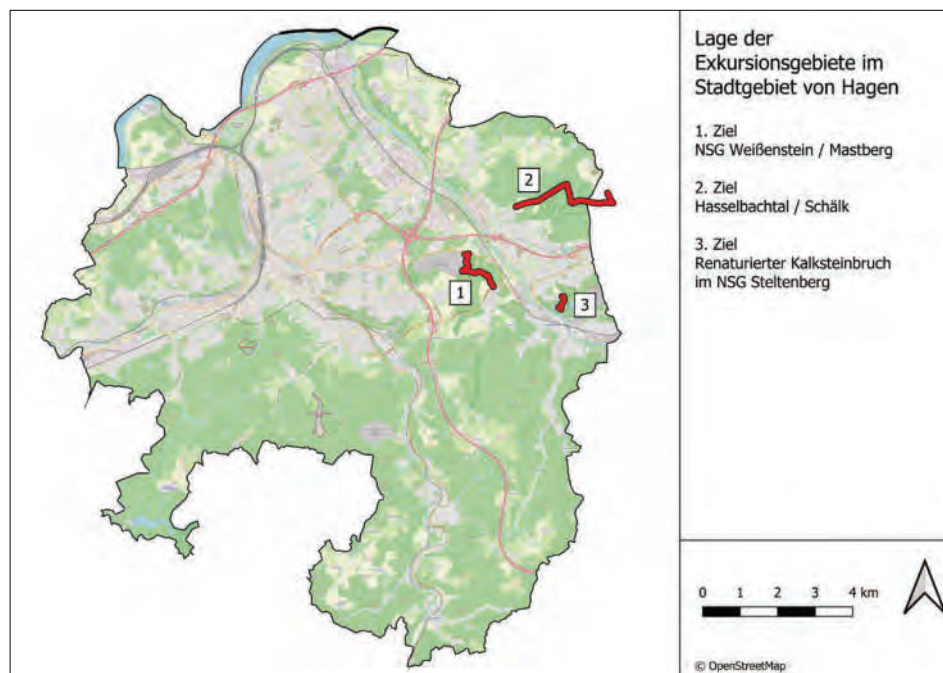 Lage der
Exkursionsgebiete im
Stadtgebiet von Hagen
1. Ziel
NSG Weißenstein / Mastberg
2. Ziel
Hasselbachtal / Schälk
3. Ziel
Renaturierter Kalksteinbruch
im NSG Steltenberg
2
1
3
0 1 2 3 4 km
© OpenStreetMap